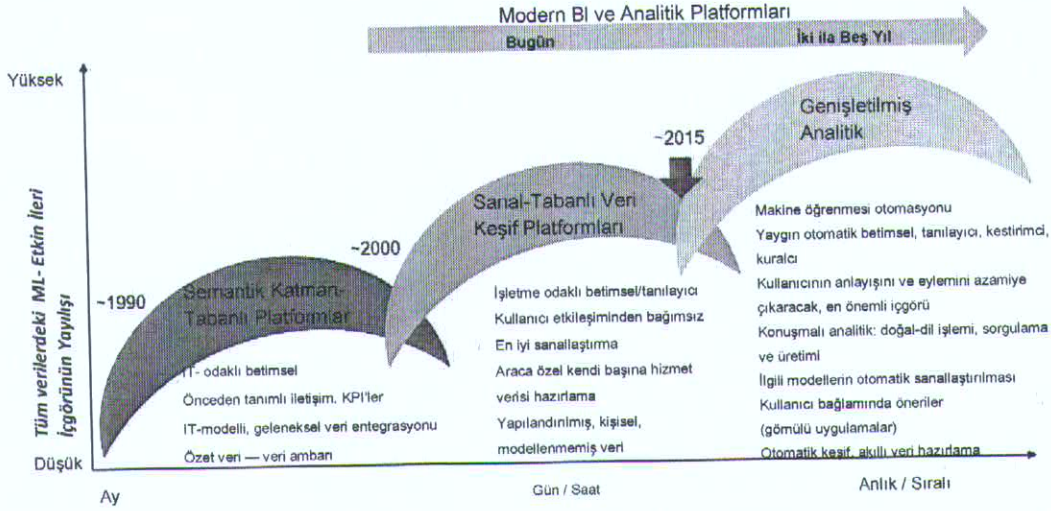 Modern BI ve Analitik Platformları
Bugün
İki ila Beş Yıl
Yüksek
Tüm verilerdeki ML- Etkin İleri
İçgörünün Yayılışı
Düşük
~1990
Semantik Katman-
Tabanlı Platformlar
IT- odaklı betimsel
Önceden tanımlı iletişim. KPI'ler
IT-modelli, geleneksel veri entegrasyonu
Özet veri — veri ambarı
~2000
Sanal-Tabanlı Veri
Keşif Platformları
İşletme odaklı betimsel/tanılayıcı
Kullanıcı etkileşiminden bağımsız
En iyi sanallaştırma
Araca özel kendi başına hizmet
verisi hazırlama
Yapılandırılmış, kişisel,
modellenmemiş veri
~2015
Genişletilmiş
Analitik
Makine öğrenmesi otomasyonu
Yaygın otomatik betimsel, tanılayıcı, kestirimci,
kuralcı
Kullanıcının anlayışını ve eylemini azamiye
çıkaracak, en önemli içgörü
Konuşmalı analitik: doğal-dil işlemi, sorgulama
ve üretimi
İlgili modellerin otomatik sanallaştırılması
Kullanıcı bağlamında öneriler
(gömülü uygulamalar)
Otomatik keşif, akıllı veri hazırlama
Ay
Gün / Saat
Anlık / Sıralı